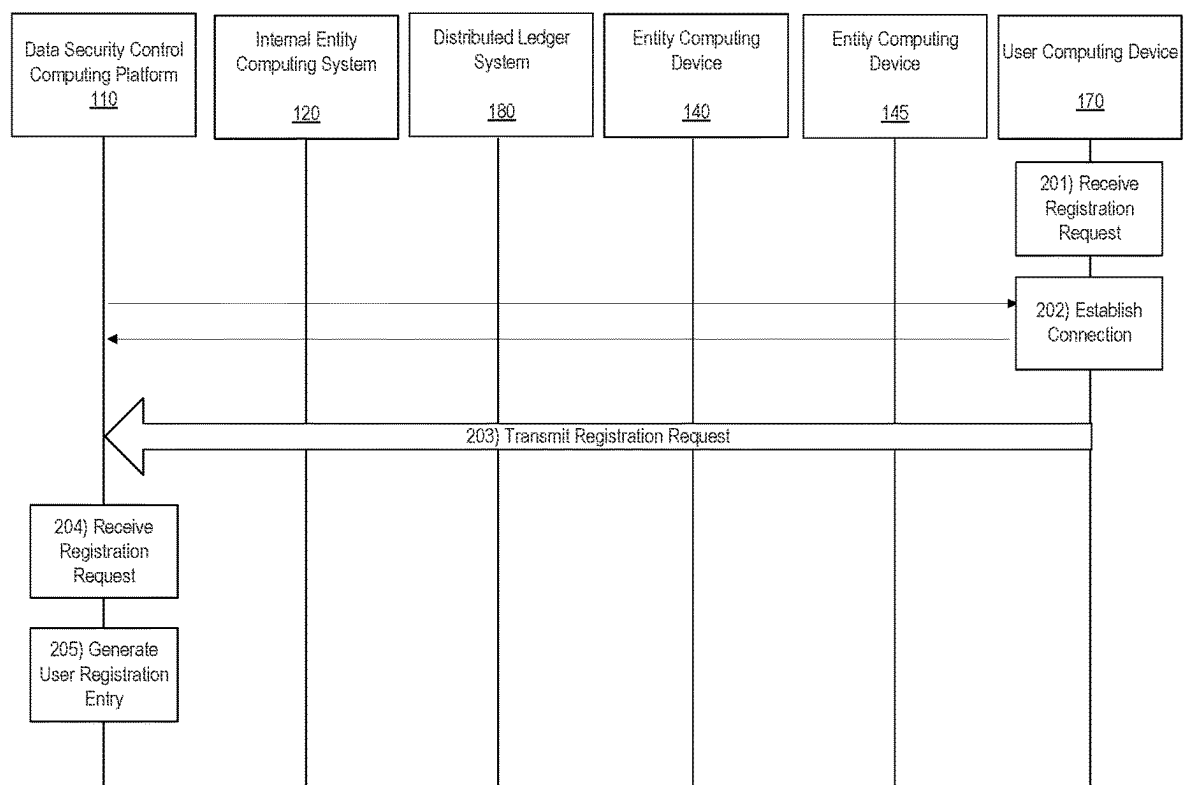 Data Security Control
Computing Platform
110
Internal Entity
Computing System
120
Distributed Ledger
System
180
Entity Computing
Device
140
Entity Computing
Device
145
User Computing Device
170
201) Receive
Registration
Request
202) Establish
Connection
203) Transmit Registration Request
204) Receive
Registration
Request
205) Generate
User Registration
Entry